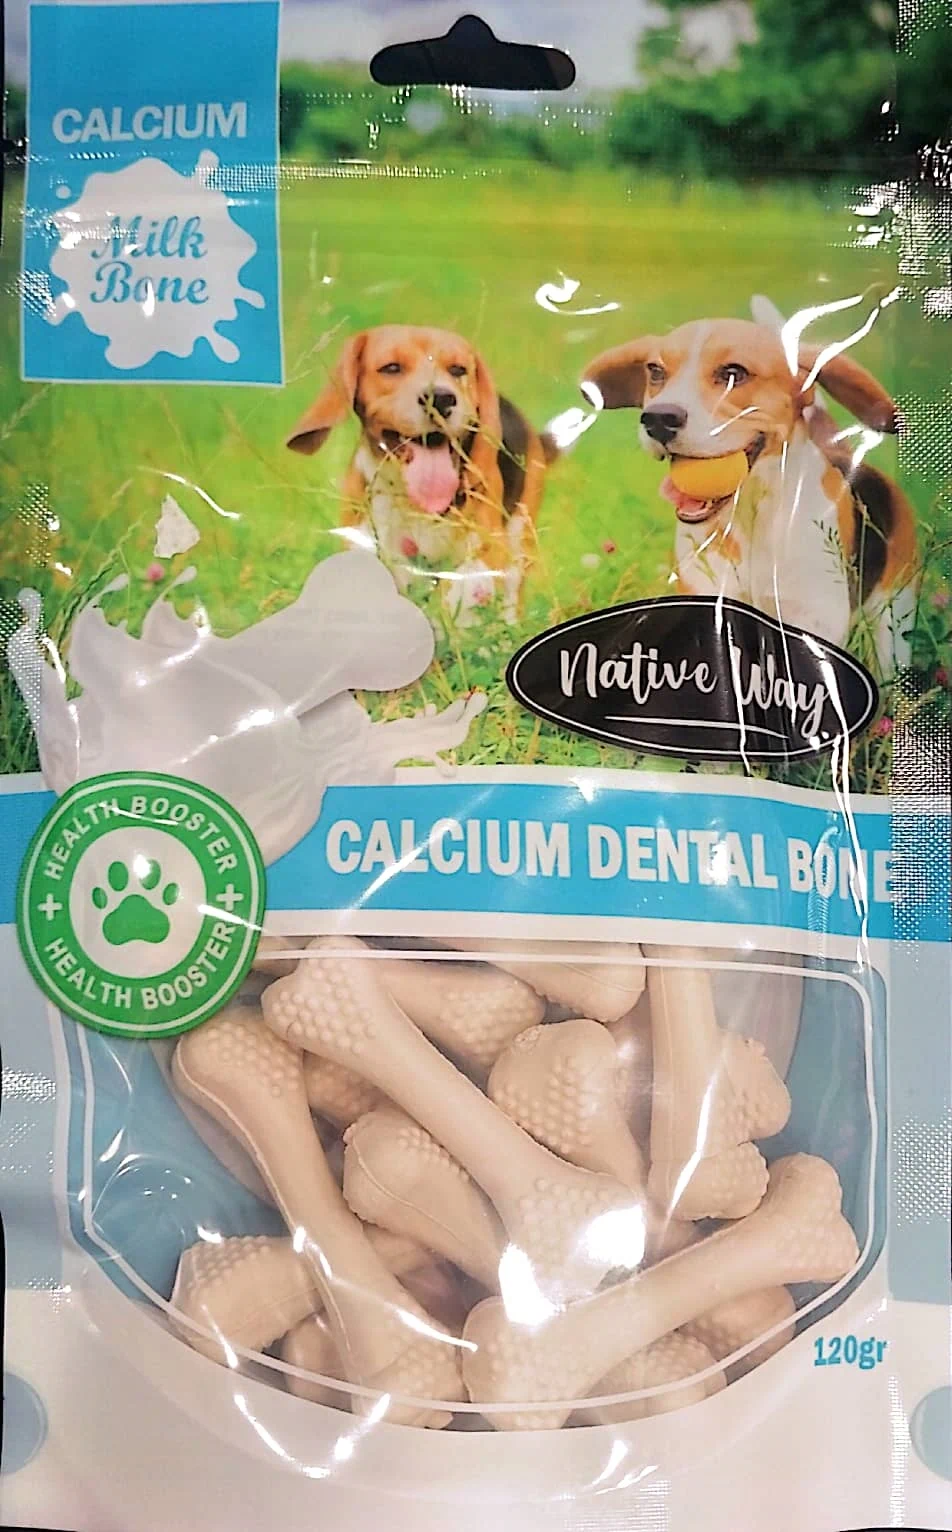 CALCIUM
Milk
Bone
Native Way
HEALTH BOOSTER
CALCIUM DENTAL BONE
HEALTH BOOSTER
120gr